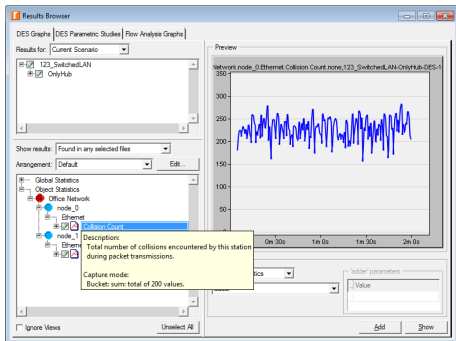 Results Browser
DES Graphs DES Parametric Studies Flow Analysis Graphs
Results for: Current Scenario
123_SwitchedLAN
OnlyHub
Show results: Found in any selected files
Arrangement: Default Edit...
Global Statistics
Object Statistics
Office Network
node_0
Ethernet
Collision Count
node_1
Description:
Total number of collisions encountered by this station
during packet transmissions.
Capture mode:
Bucket: sum: total of 200 values.
Ignore Views Unselect All
Preview
Network.node_0.Ethernet.Collision Count.none,123_SwitchedLAN-OnlyHub-DES-1
350
300
250
200
150
100
50
0m 30s 1m 0s 1m 30s 2m 0s
'adder' parameters
Value
Add Show